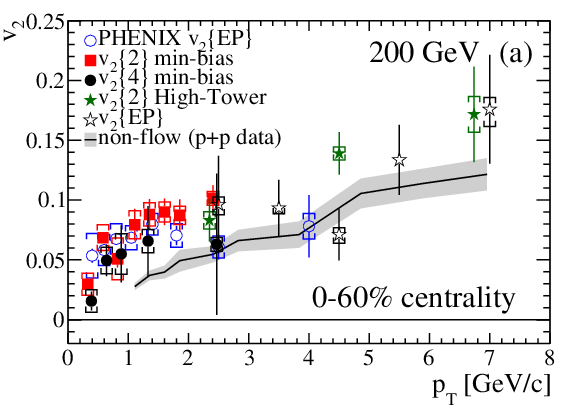 v2
0.25
0.2
0.15
0.1
0.05
0
PHENIX v2{EP}
v2{2} min-bias
v2{4} min-bias
v2{2} High-Tower
v2{EP}
non-flow (p+p data)
200 GeV (a)
0-60% centrality
0 1 2 3 4 5 6 7 8
pT [GeV/c]